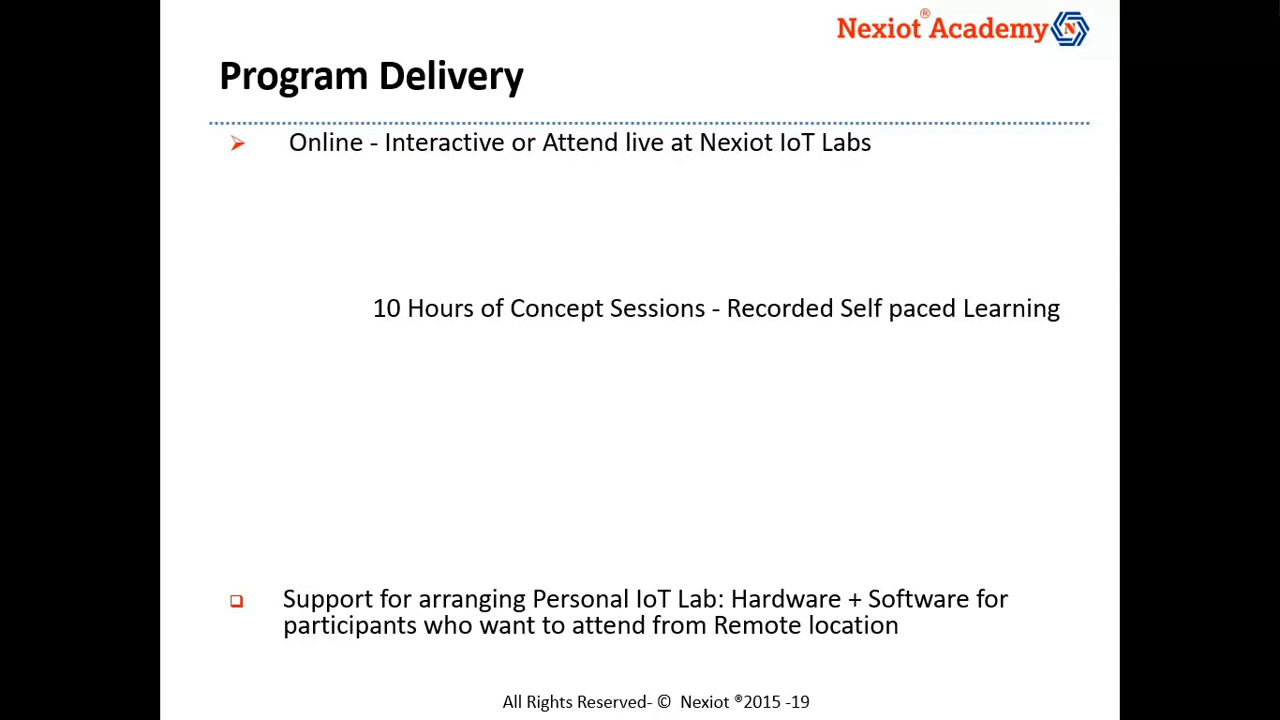 Nexiot® Academy N
Program Delivery
Online - Interactive or Attend live at Nexiot IoT Labs
10 Hours of Concept Sessions - Recorded Self paced Learning
Support for arranging Personal IoT Lab: Hardware + Software for
participants who want to attend from Remote location
All Rights Reserved- © Nexiot ®2015 -19